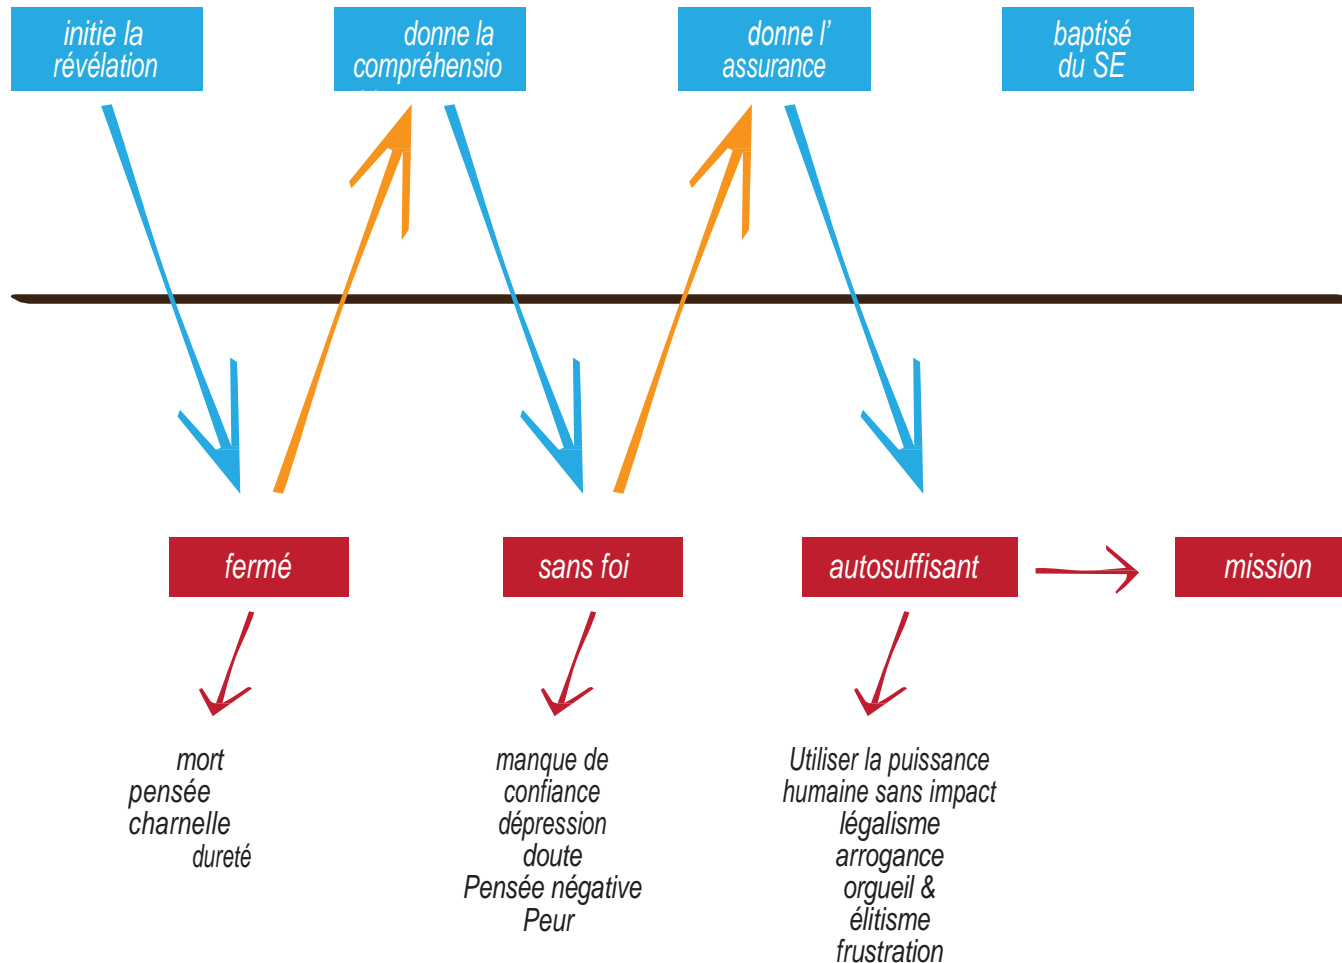 initie la
révélation
donne la
compréhensio
donne l'
assurance
baptisé
du SE
fermé
sans foi
autosuffisant
mission
mort
pensée
charnelle
dureté
manque de
confiance
dépression
doute
Pensée négative
Peur
Utiliser la puissance
humaine sans impact
légalisme
arrogance
orgueil &
élitisme
frustration